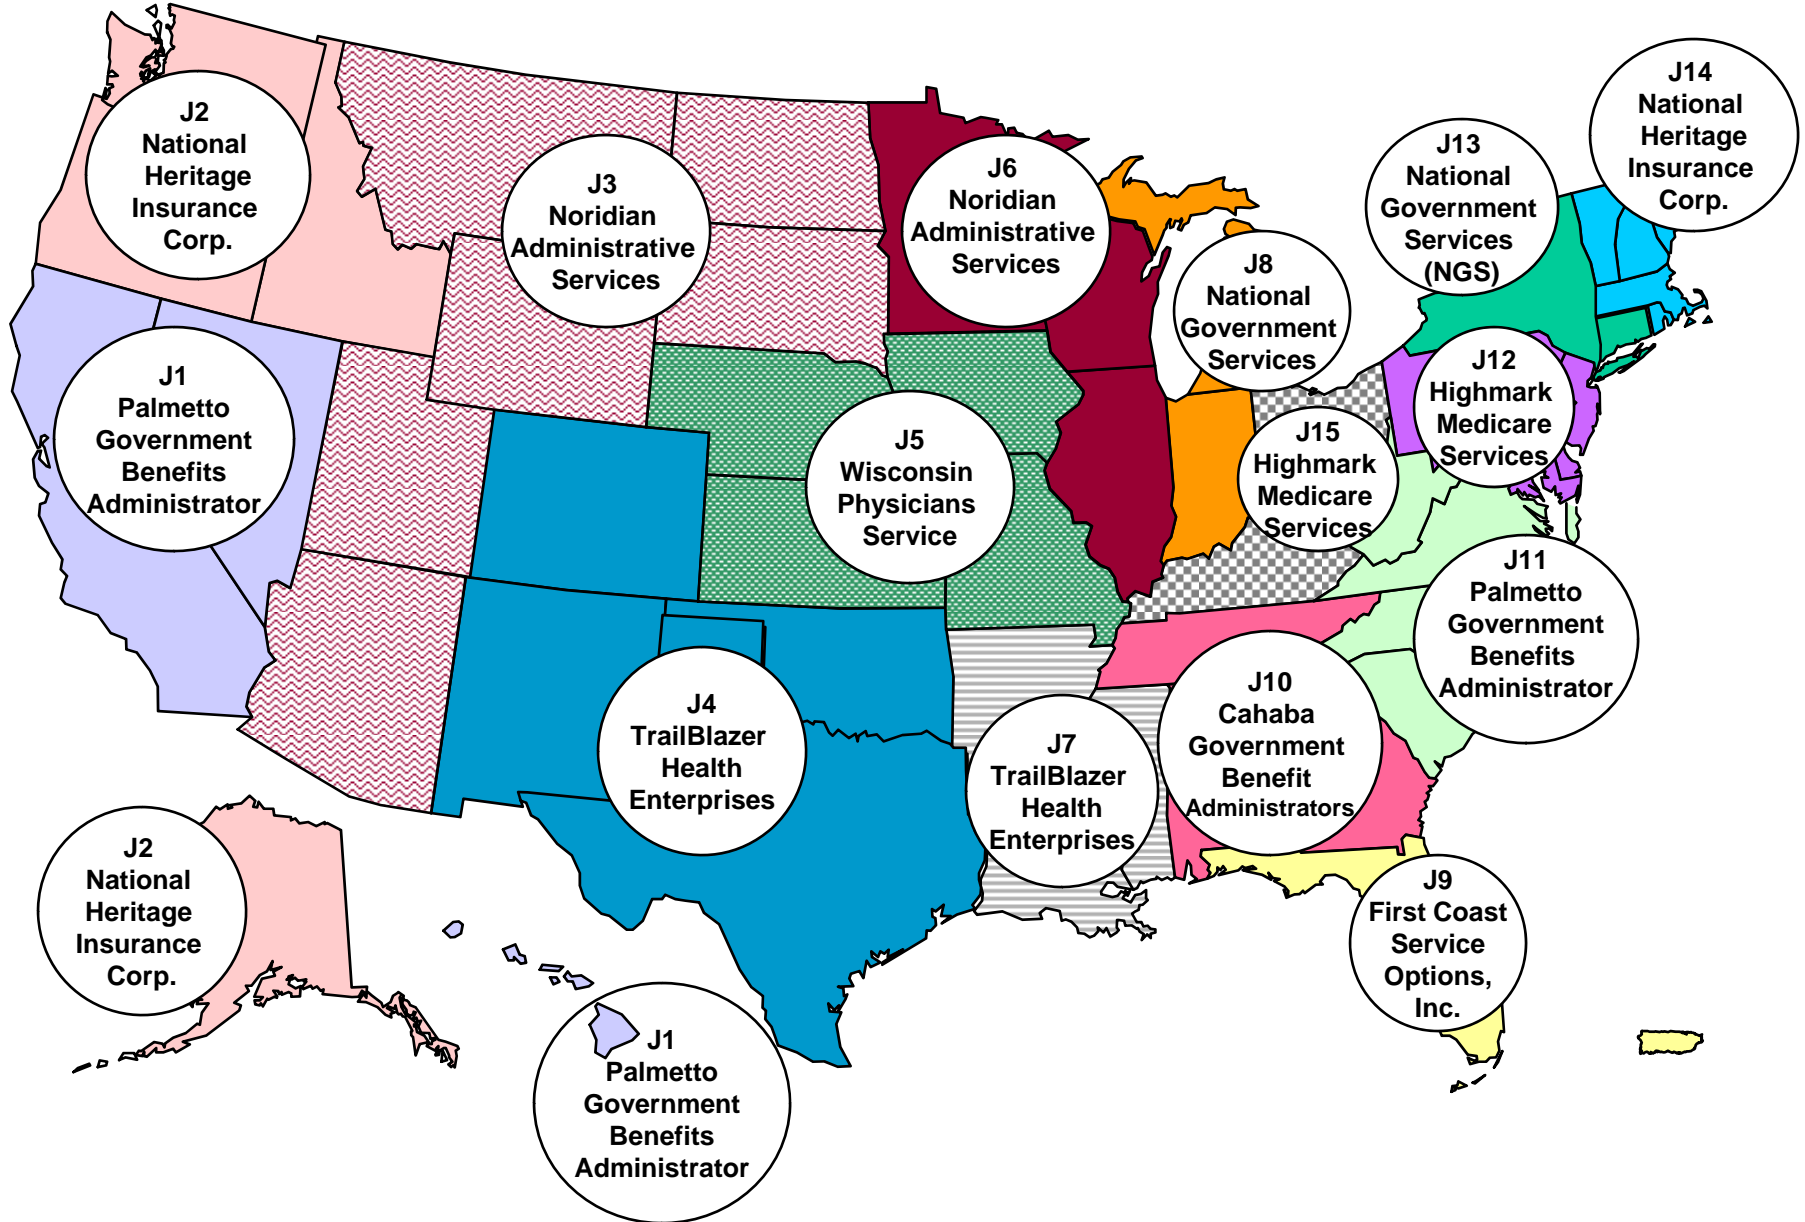 J2
National
Heritage
Insurance
Corp.
J3
Noridian
Administrative
Services
J6
Noridian
Administrative
Services
J8
National
Government
Services
J13
National
Government
Services
(NGS)
J14
National
Heritage
Insurance
Corp.
J1
Palmetto
Government
Benefits
Administrator
J5
Wisconsin
Physicians
Service
J15
Highmark
Medicare
Services
J12
Highmark
Medicare
Services
J4
TrailBlazer
Health
Enterprises
J7
TrailBlazer
Health
Enterprises
J10
Cahaba
Government
Benefit
Administrators
J11
Palmetto
Government
Benefits
Administrator
J2
National
Heritage
Insurance
Corp.
J1
Palmetto
Government
Benefits
Administrator
J9
First Coast
Service
Options,
Inc.